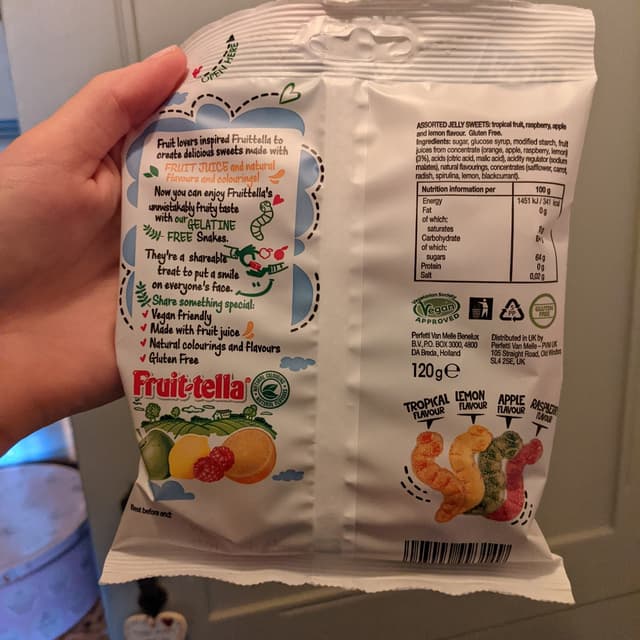 OPEN HERE
Fruit lovers inspired Fruittella to
create delicious sweets made with
FRUIT JUICE and natural
flavours and colourings!
Now you can enjoy Fruittella's
unmistakably fruity taste
with our GELATINE
FREE Snakes.
They're a shareable
treat to put a smile
on everyone's face.
Share something special:
✓ Vegan friendly
✓ Made with fruit juice
✓ Natural colourings and flavours
✓ Gluten Free
Fruit-tella
Best before end:
ASSORTED JELLY SWEETS: tropical fruit, raspberry, apple
and lemon flavour. Gluten Free.
Ingredients: sugar, glucose syrup, modified starch, fruit
juices from concentrate (orange, apple, raspberry, lemon)
(3%), acids (citric acid, malic acid), acidity regulator (sodium
malates), natural flavourings, concentrates (safflower, carrot,
radish, spirulina, lemon, blackcurrant).
Nutrition information per 100 g
Energy 1451 kJ / 341 kcal
Fat 0 g
of which:
saturates
Carbohydrate
of which:
sugars 64 g
Protein 0 g
Salt 0,02 g
Vegetarian Society
Vegan
APPROVED
PP
GLUTEN
FREE
Perfetti Van Melle Benelux
B.V., P.O. BOX 3000, 4800
DA Breda, Holland
Distributed in UK by
Perfetti Van Melle – PVM UK
105 Straight Road, Old Windsor
SL4 2SE, UK
120g e
TROPICAL
FLAVOUR
LEMON
FLAVOUR
APPLE
FLAVOUR
RASPBERRY
FLAVOUR